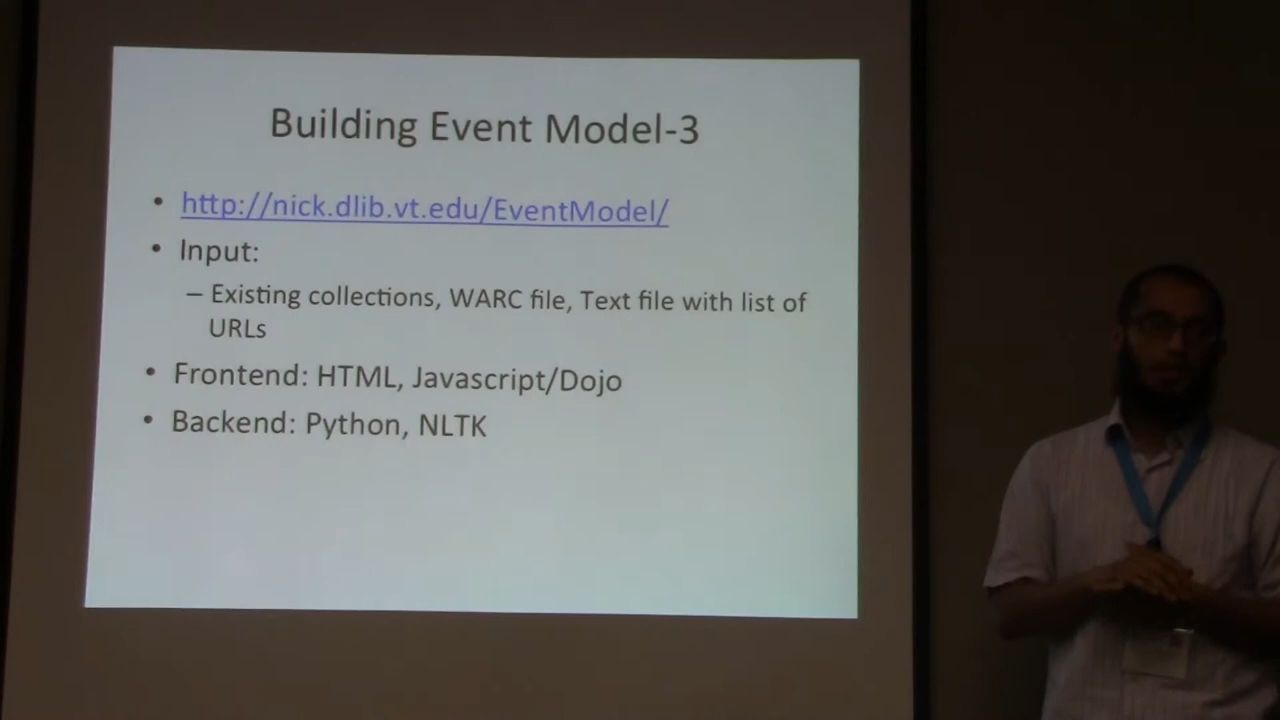 Building Event Model-3
• http://nick.dlib.vt.edu/EventModel/
• Input:
– Existing collections, WARC file, Text file with list of
URLs
• Frontend: HTML, Javascript/Dojo
• Backend: Python, NLTK